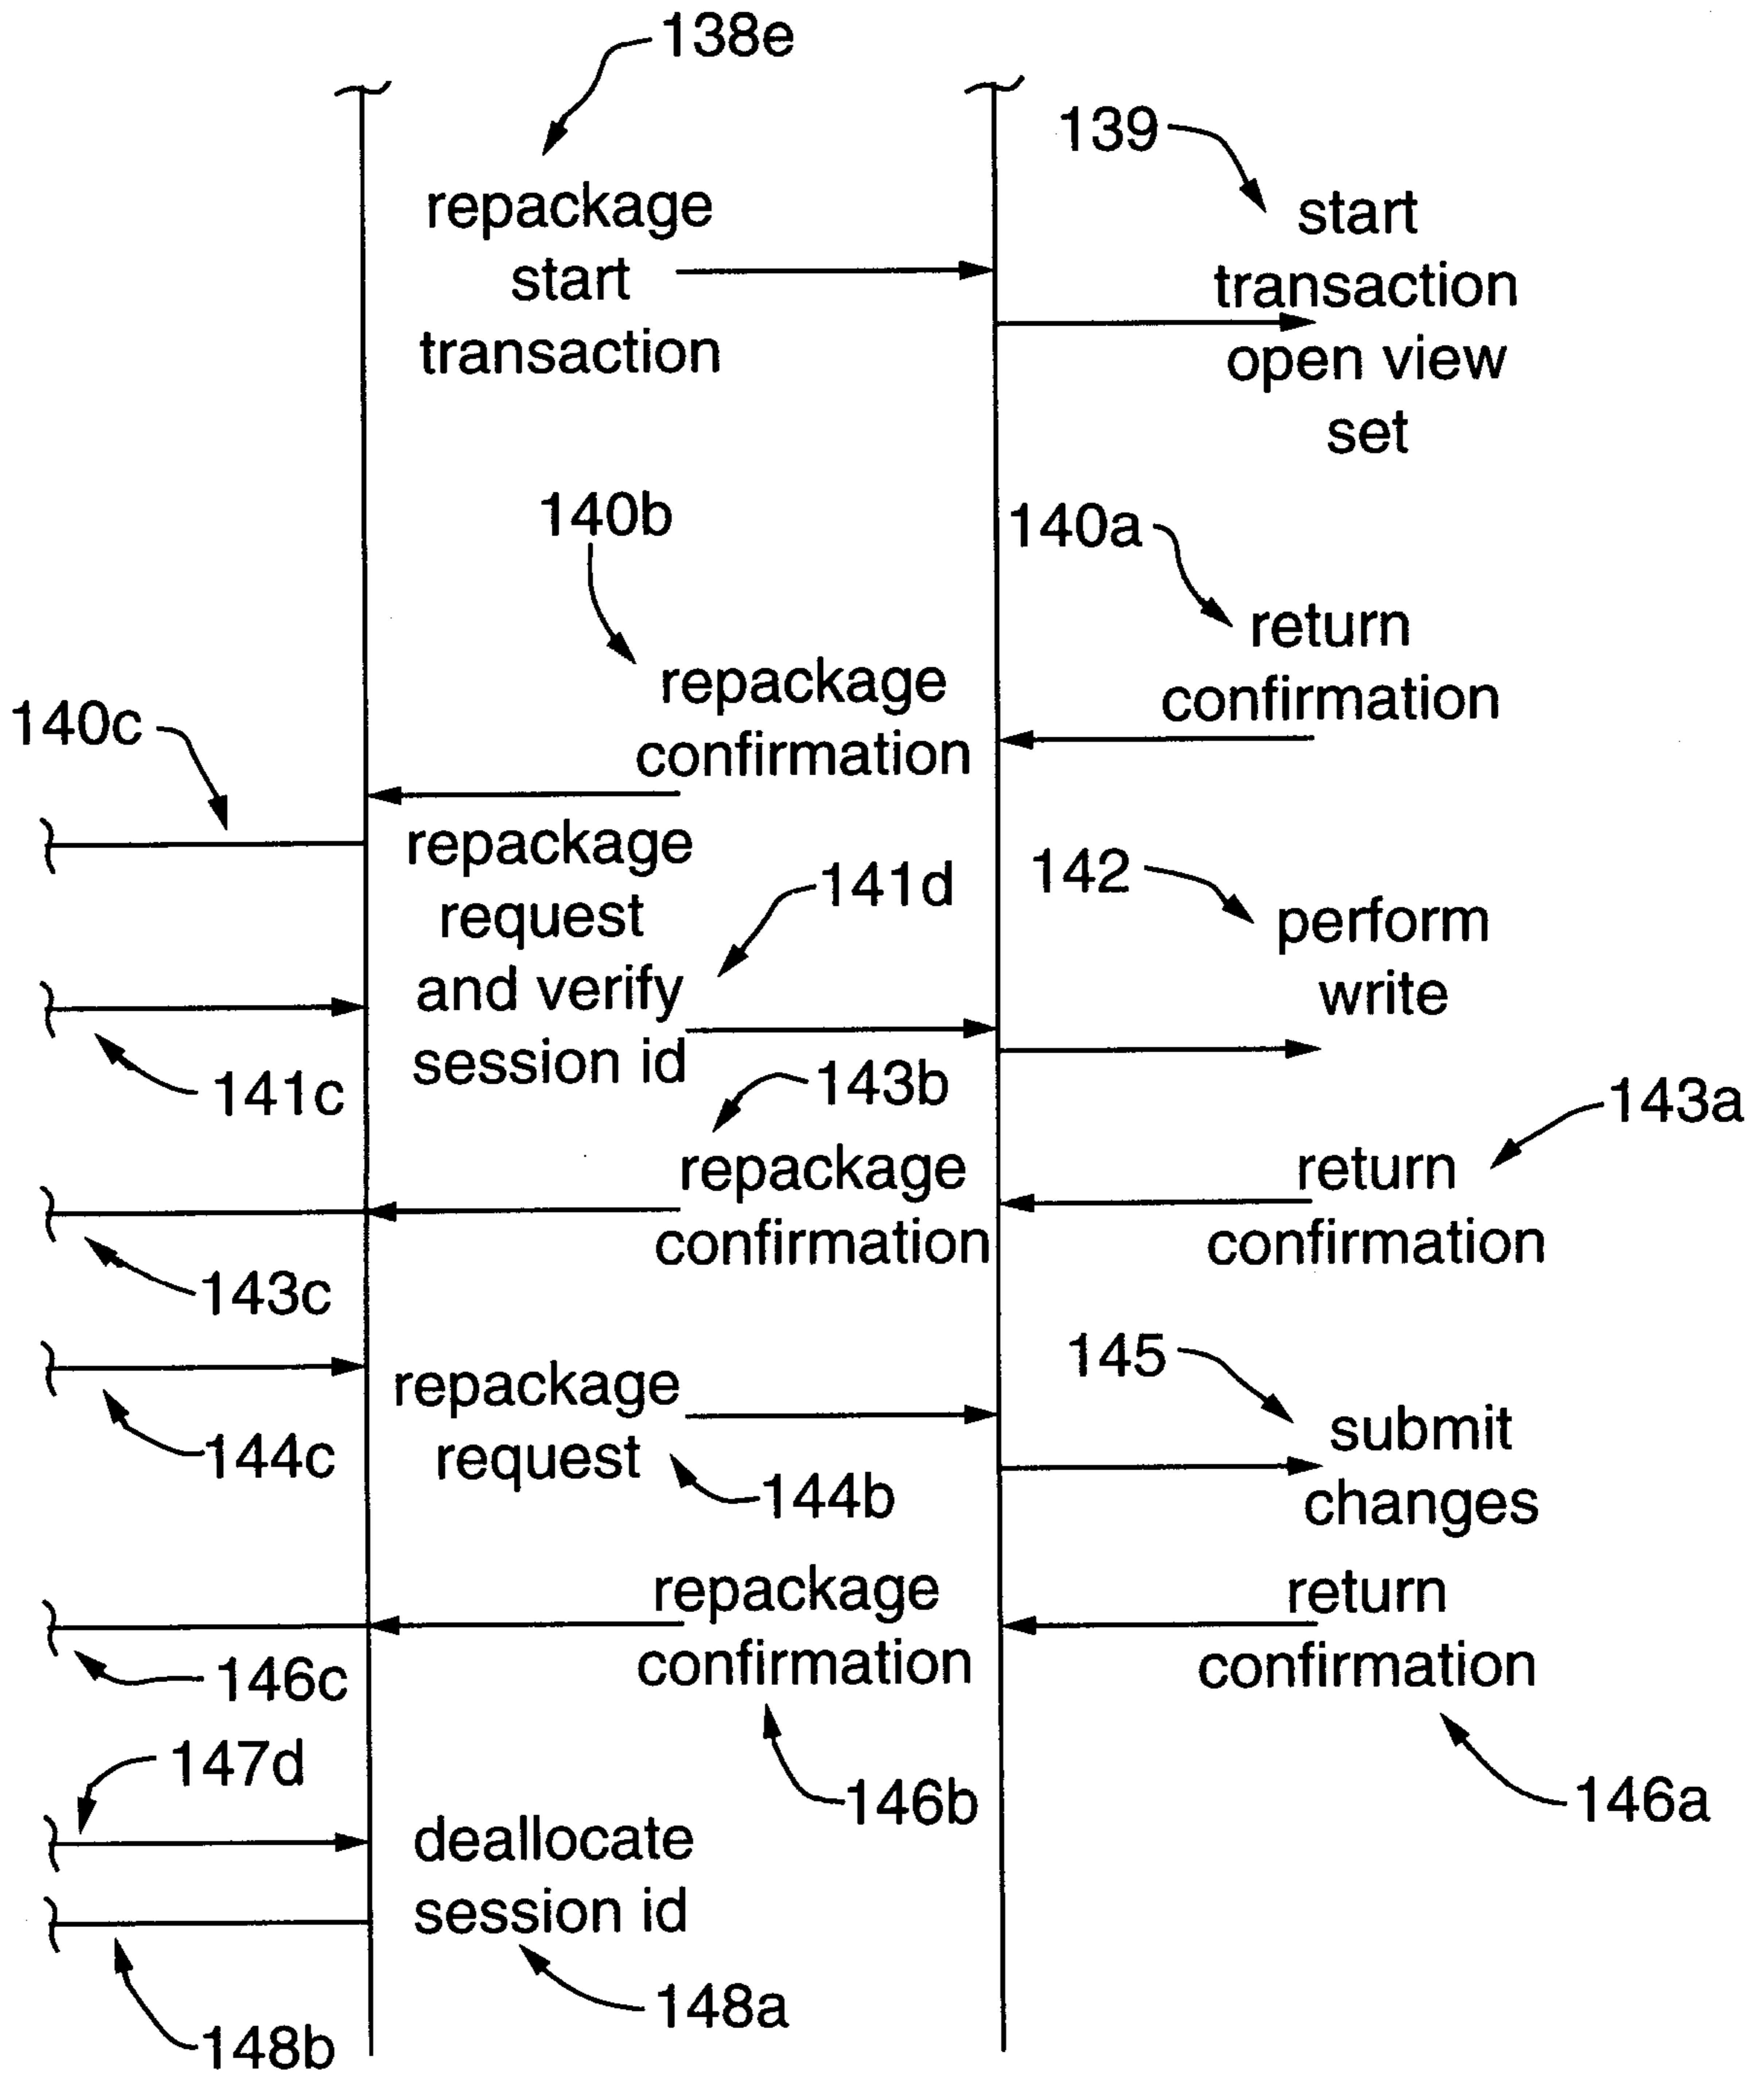 138e
139
repackage
start
transaction
start
transaction
open view
set
140b
140a
return
confirmation
repackage
confirmation
140c
repackage
request
and verify
session id
141d
142
perform
write
141c
143b
143a
repackage
confirmation
return
confirmation
143c
145
144c
repackage
request
144b
submit
changes
repackage
confirmation
return
confirmation
146c
147d
146b
146a
deallocate
session id
148a
148b